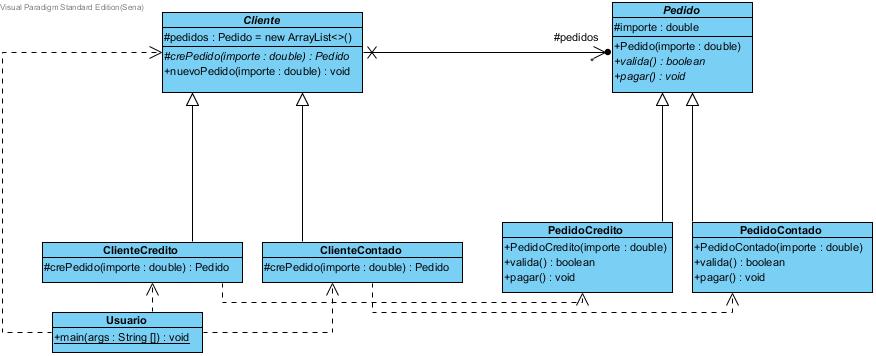 Visual Paradigm Standard Edition(Sena)
Cliente
#pedidos : Pedido = new ArrayList<>()
#crePedido(importe : double) : Pedido
+nuevoPedido(importe : double) : void
#pedidos
Pedido
#importe : double
+Pedido(importe : double)
+valida() : boolean
+pagar() : void
ClienteCredito
#crePedido(importe : double) : Pedido
ClienteContado
#crePedido(importe : double) : Pedido
PedidoCredito
+PedidoCredito(importe : double)
+valida() : boolean
+pagar() : void
PedidoContado
+PedidoContado(importe : double)
+valida() : boolean
+pagar() : void
Usuario
+main(args : String []) : void